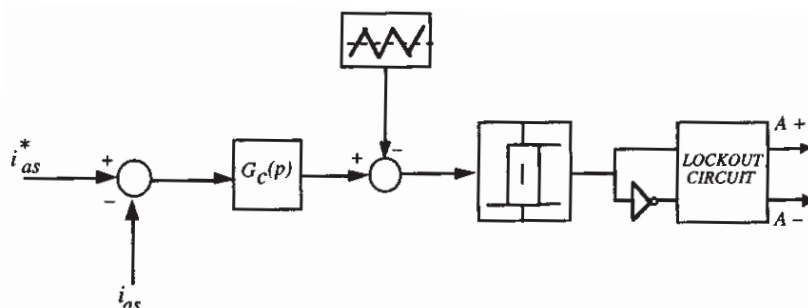 i*as
+
−
ias
GC(p)
+
−
LOCKOUT
CIRCUIT
A +
A −